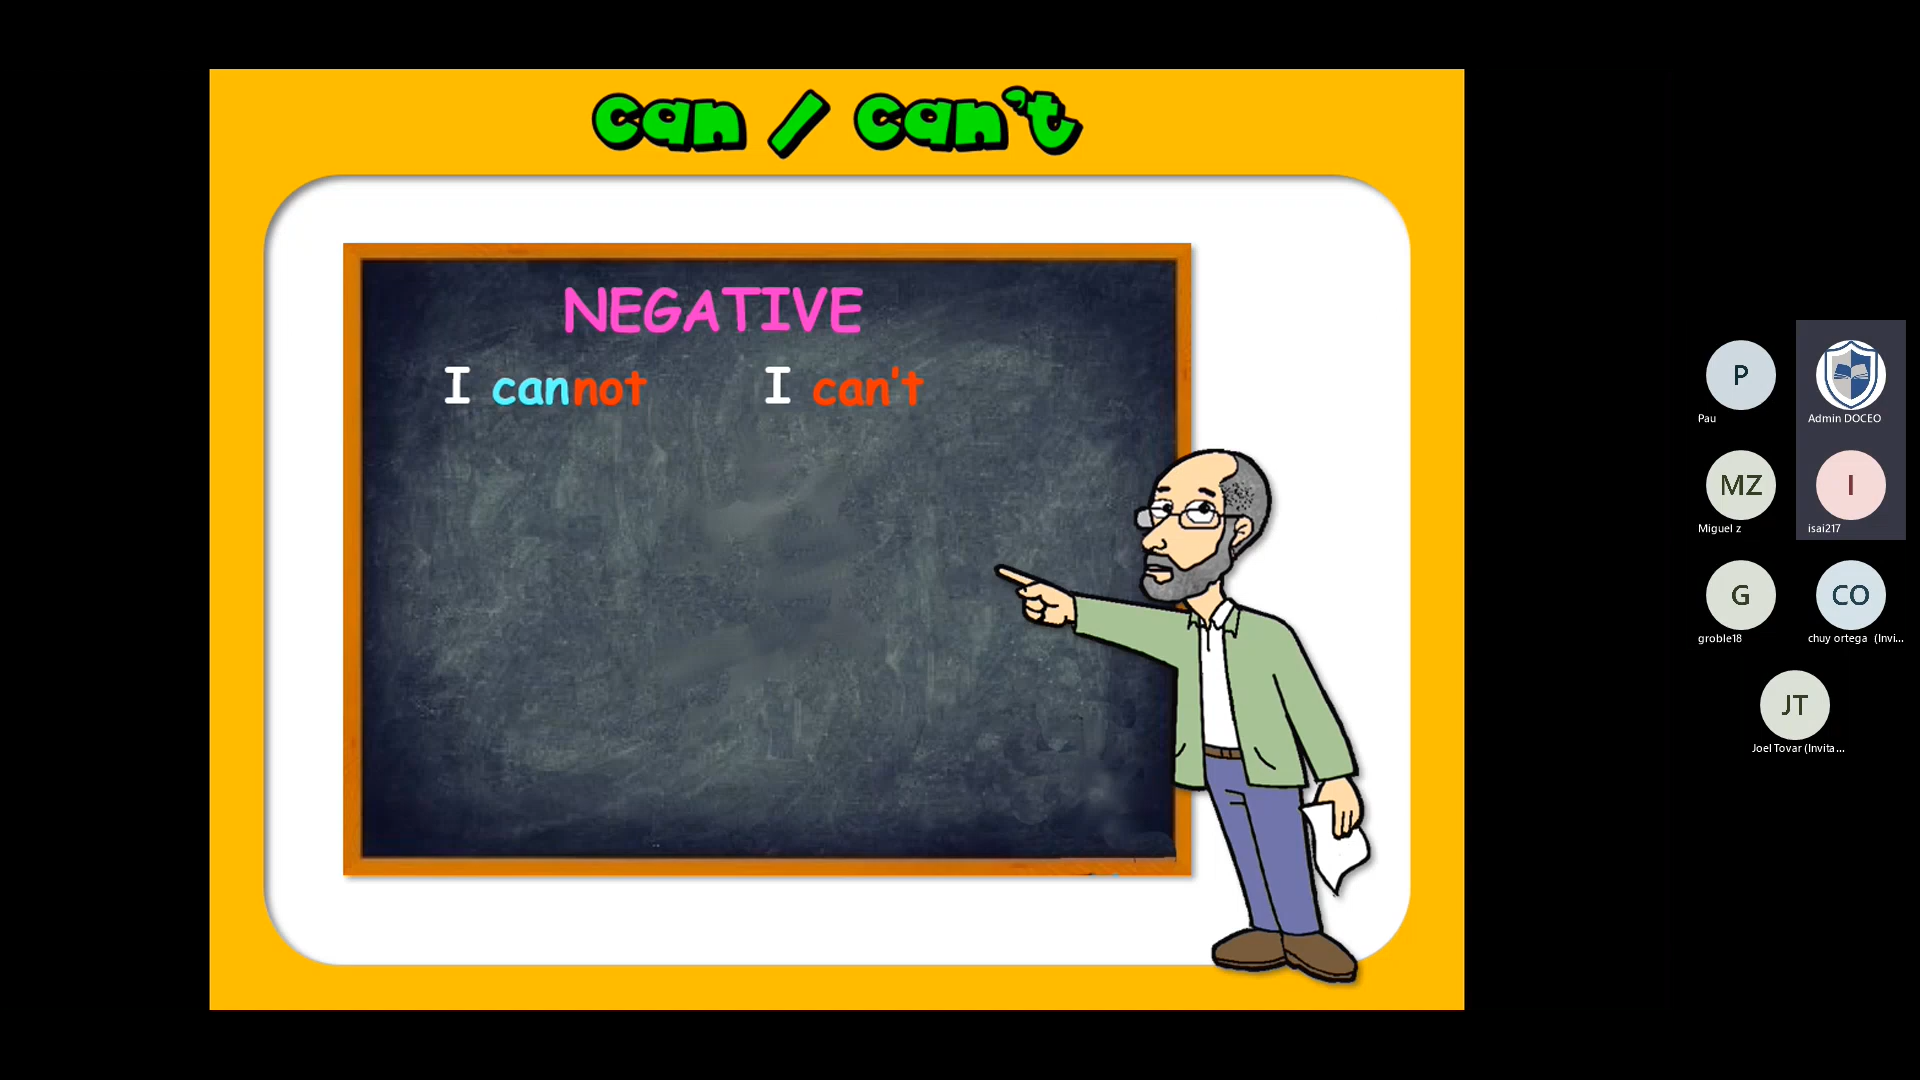 can / can't
NEGATIVE
I cannot I can't
P
Pau
Admin DOCEO
MZ
Miguel z
I
isai217
G
groble18
CO
chuy ortega (Invi...
JT
Joel Tovar (Invita...